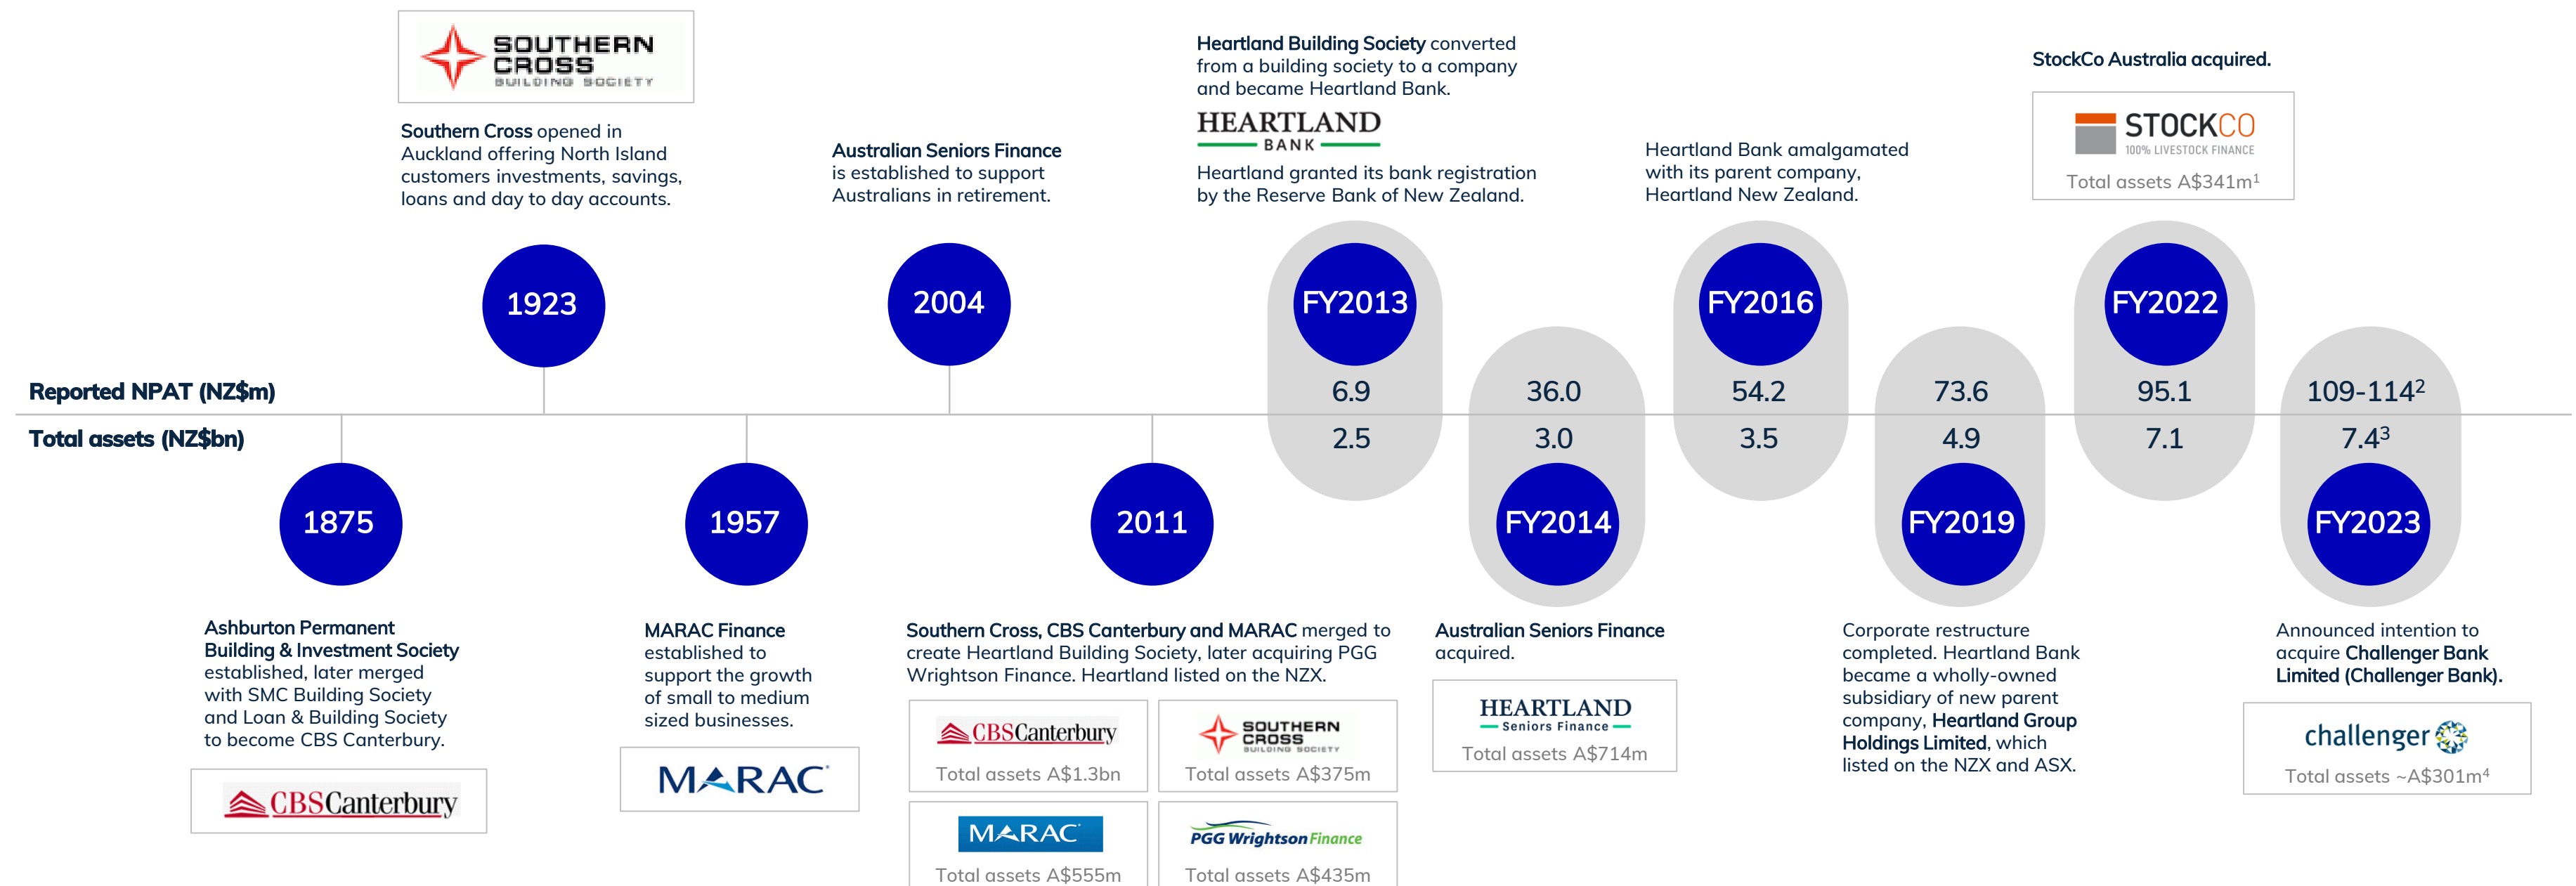 SOUTHERN
CROSS
BUILDING SOCIETY
Southern Cross opened in
Auckland offering North Island
customers investments, savings,
loans and day to day accounts.
Australian Seniors Finance
is established to support
Australians in retirement.
Heartland Building Society converted
from a building society to a company
and became Heartland Bank.
HEARTLAND
BANK
Heartland granted its bank registration
by the Reserve Bank of New Zealand.
Heartland Bank amalgamated
with its parent company,
Heartland New Zealand.
StockCo Australia acquired.
STOCKCO
100% LIVESTOCK FINANCE
Total assets A$341m¹
1923
2004
FY2013
FY2016
FY2022
Reported NPAT (NZ$m)
6.9
36.0
54.2
73.6
95.1
109-114²
Total assets (NZ$bn)
2.5
3.0
3.5
4.9
7.1
7.4³
1875
1957
2011
FY2014
FY2019
FY2023
Ashburton Permanent
Building & Investment Society
established, later merged
with SMC Building Society
and Loan & Building Society
to become CBS Canterbury.
CBSCanterbury
MARAC Finance
established to
support the growth
of small to medium
sized businesses.
MARAC
Southern Cross, CBS Canterbury and MARAC merged to
create Heartland Building Society, later acquiring PGG
Wrightson Finance. Heartland listed on the NZX.
CBSCanterbury
Total assets A$1.3bn
SOUTHERN
CROSS
BUILDING SOCIETY
Total assets A$375m
MARAC
Total assets A$555m
PGG Wrightson Finance
Total assets A$435m
Australian Seniors Finance
acquired.
HEARTLAND
Seniors Finance
Total assets A$714m
Corporate restructure
completed. Heartland Bank
became a wholly-owned
subsidiary of new parent
company, Heartland Group
Holdings Limited, which
listed on the NZX and ASX.
Announced intention to
acquire Challenger Bank
Limited (Challenger Bank).
challenger
Total assets ~A$301m⁴